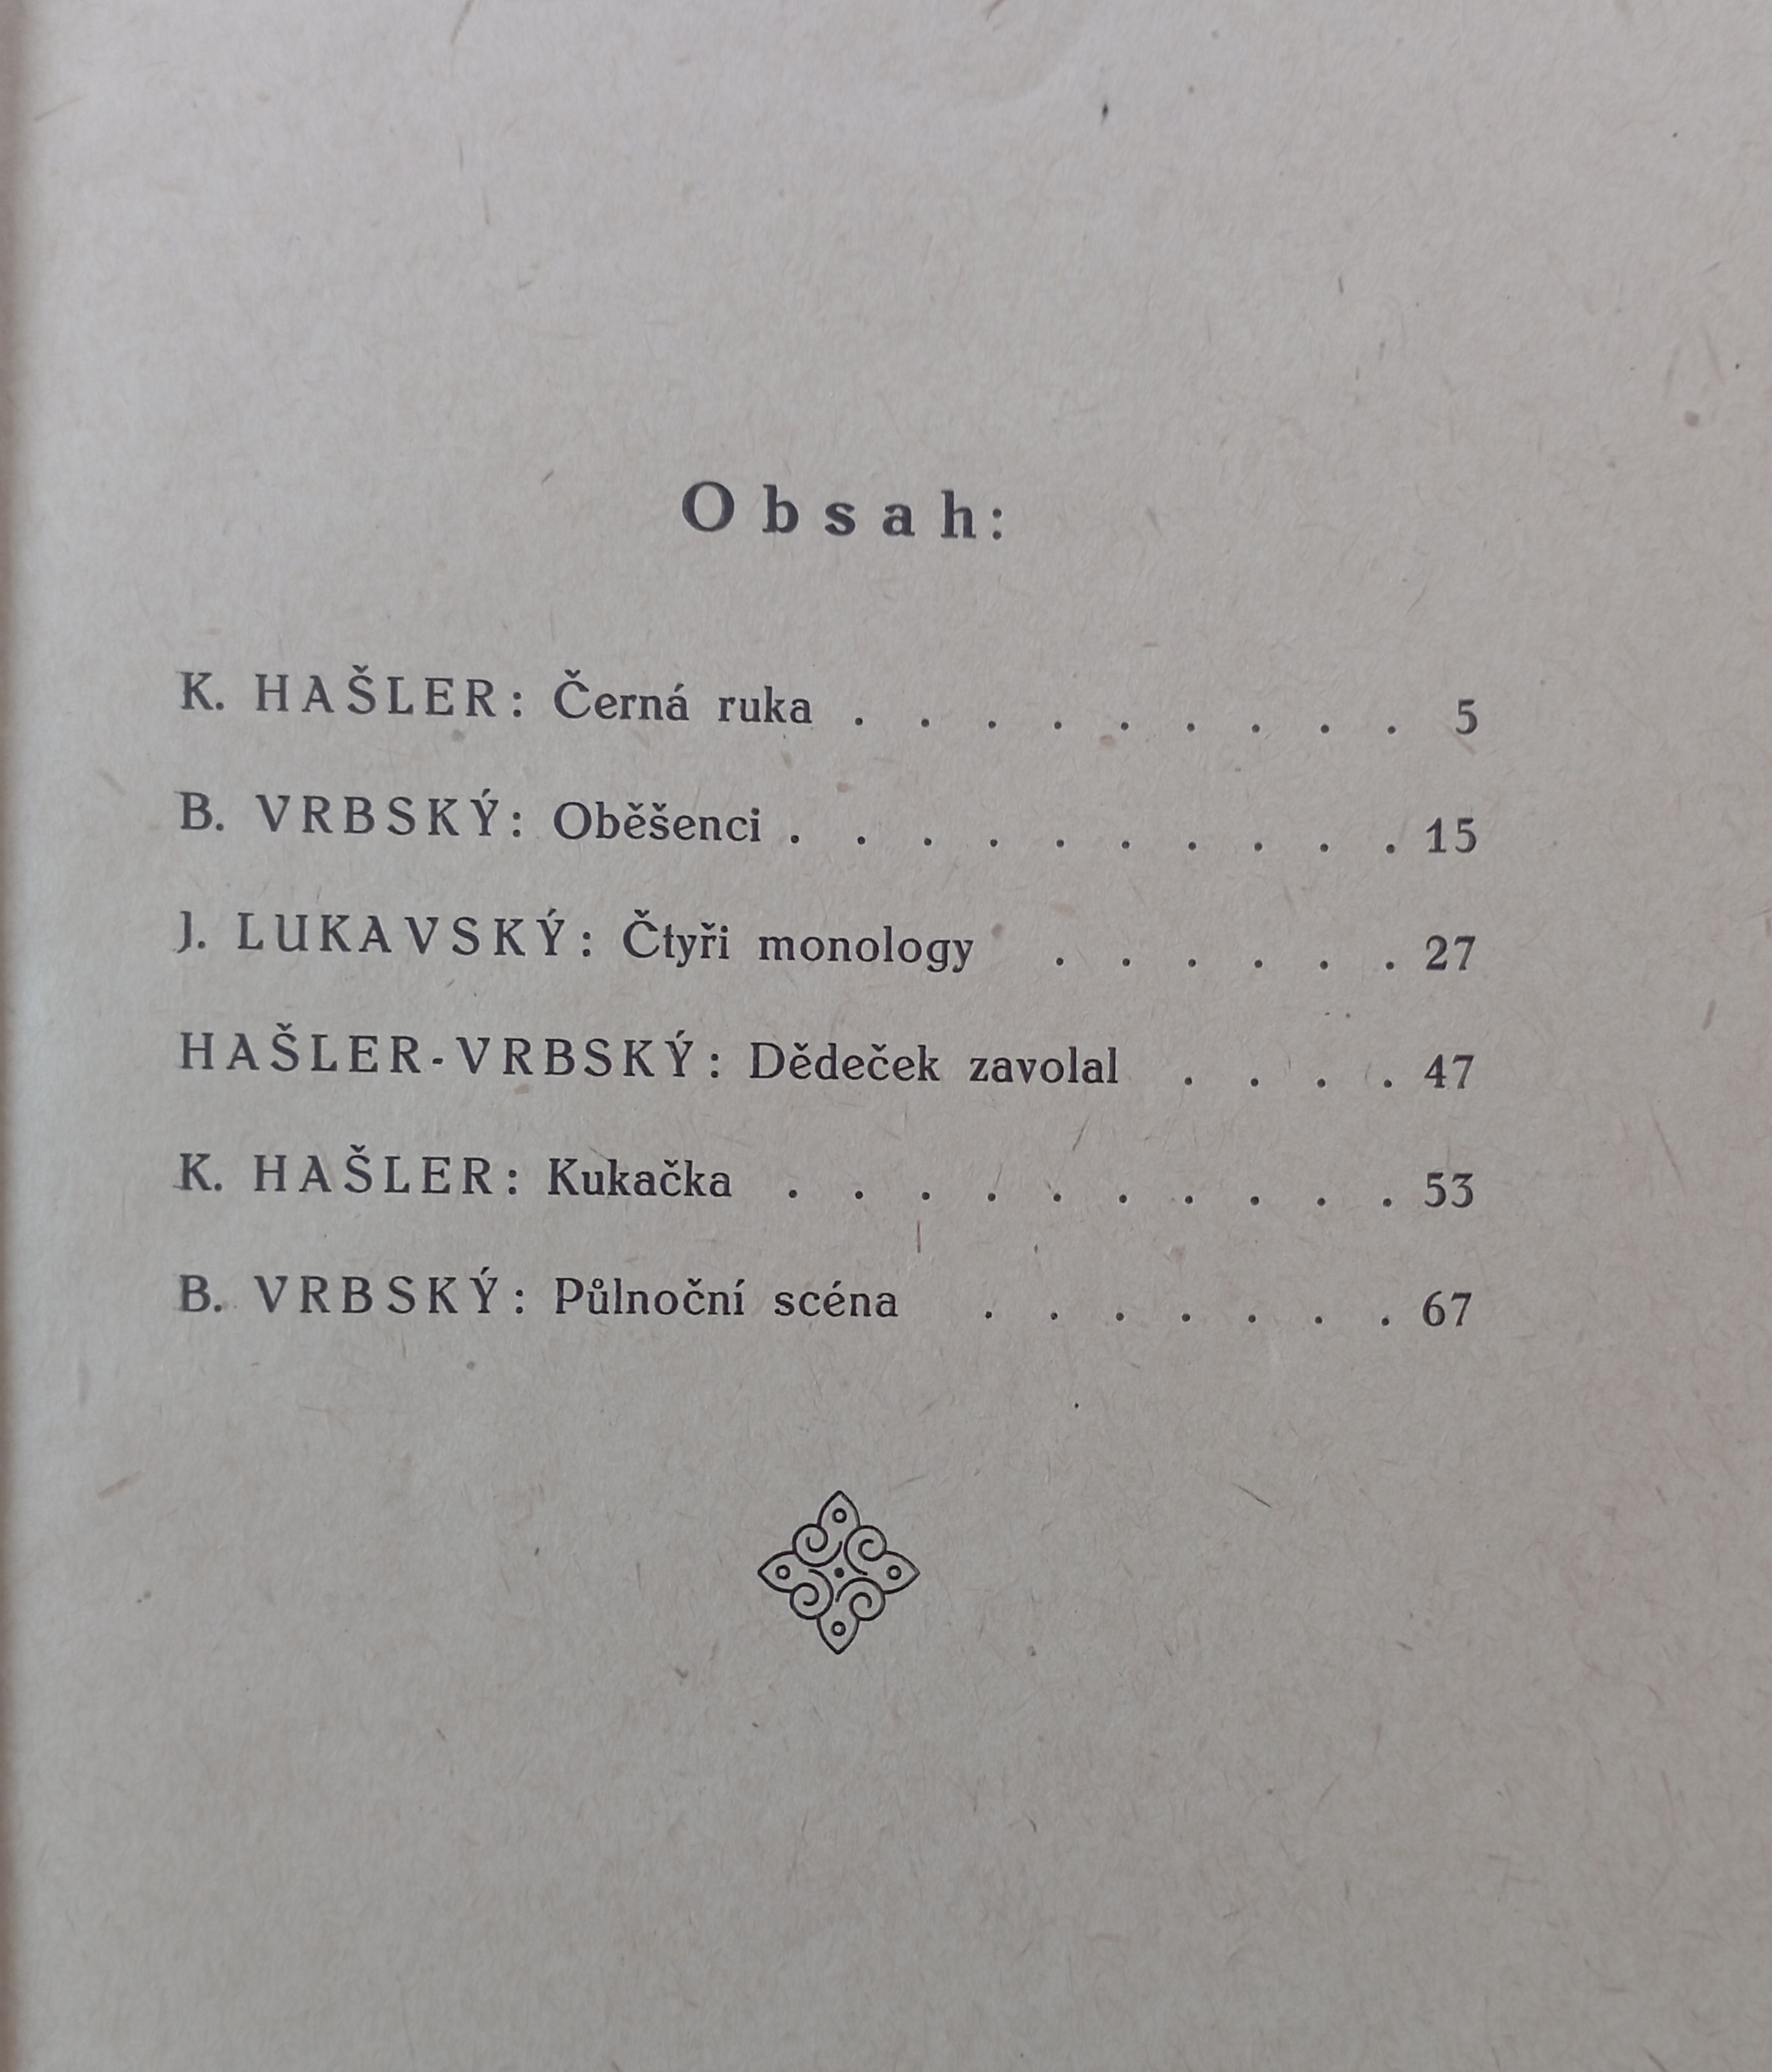 Obsah:
K. HAŠLER: Černá ruka . . . . . . . . . 5
B. VRBSKÝ: Oběšenci . . . . . . . . . . 15
J. LUKAVSKÝ: Čtyři monology . . . . . . 27
HAŠLER-VRBSKÝ: Dědeček zavolal . . . . 47
K. HAŠLER: Kukačka . . . . . . . . . . 53
B. VRBSKÝ: Půlnoční scéna . . . . . . . 67